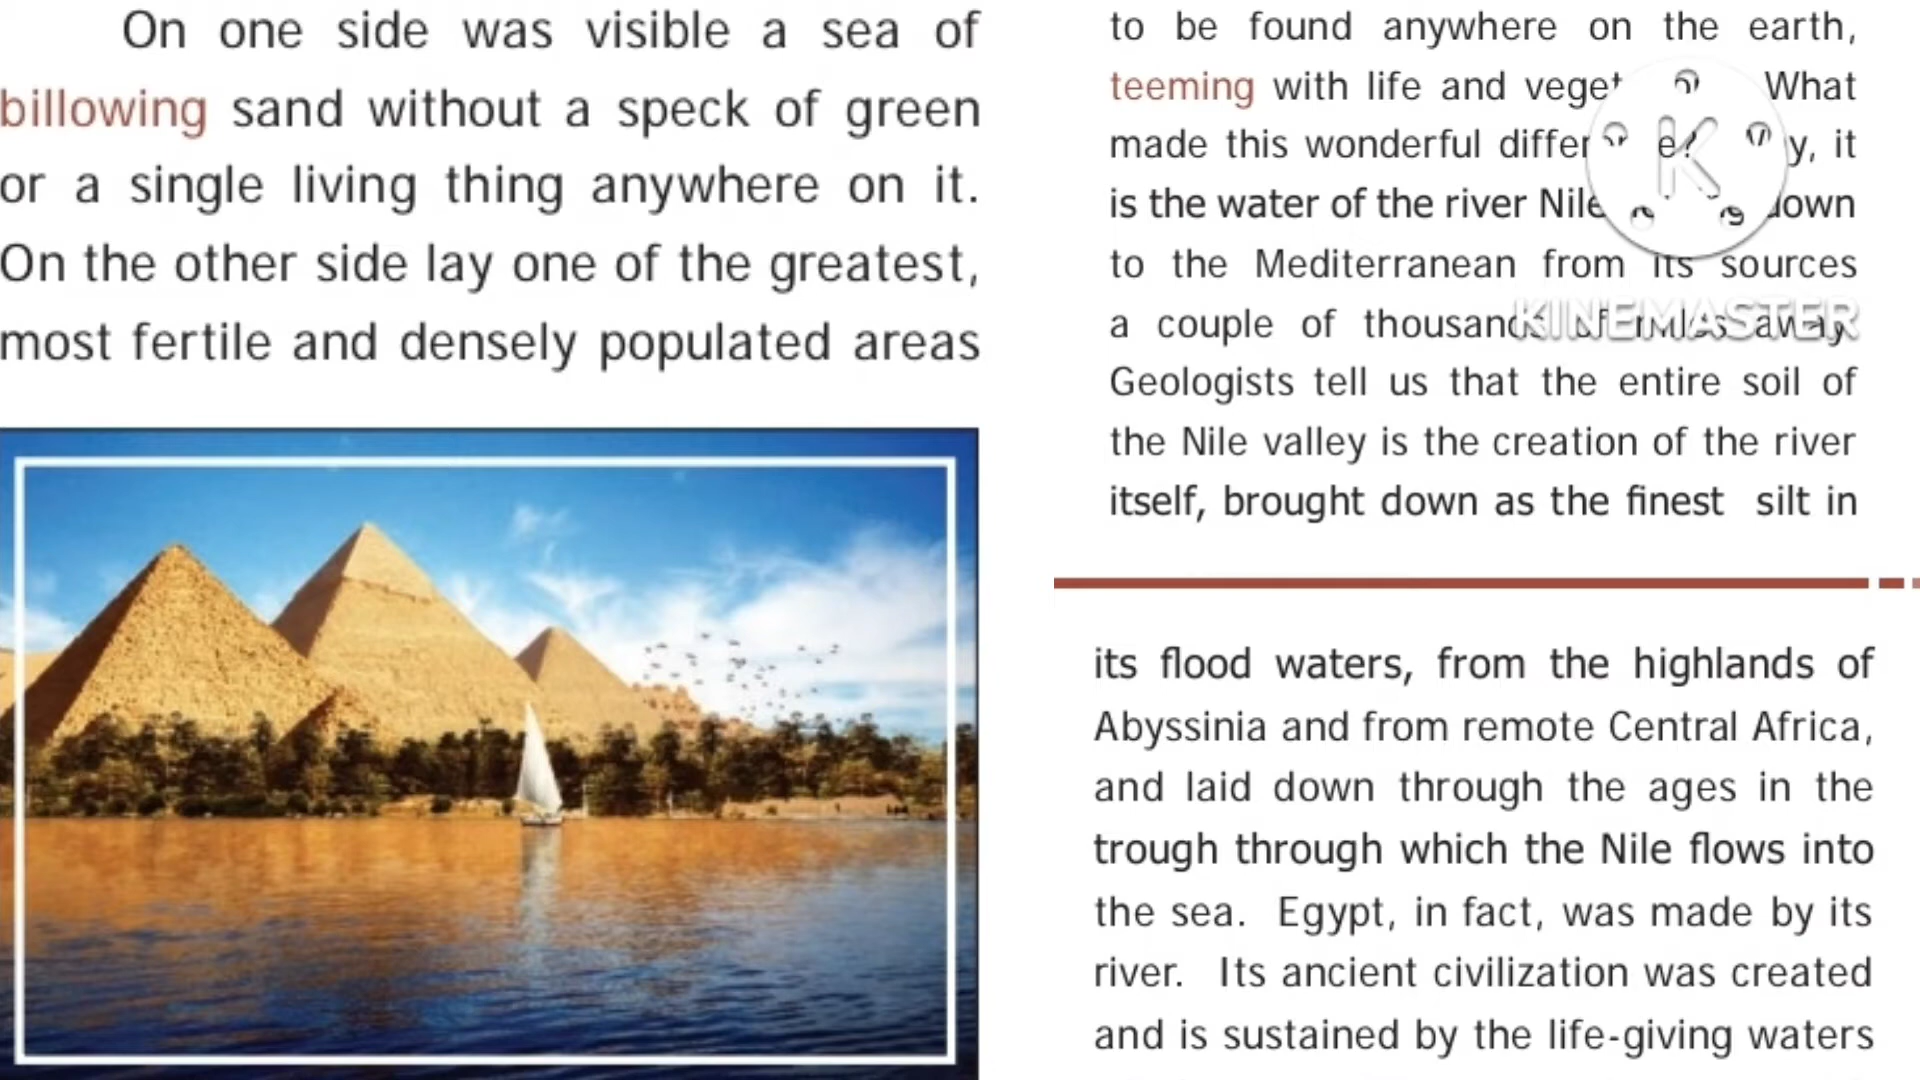 On one side was visible a sea of
billowing sand without a speck of green
or a single living thing anywhere on it.
On the other side lay one of the greatest,
most fertile and densely populated areas
to be found anywhere on the earth,
teeming with life and What
made this wonderful it
is the water of the river Nile down
to the Mediterranean from its sources
a couple of thousands of miles away.
Geologists tell us that the entire soil of
the Nile valley is the creation of the river
itself, brought down as the finest silt in
its flood waters, from the highlands of
Abyssinia and from remote Central Africa,
and laid down through the ages in the
trough through which the Nile flows into
the sea. Egypt, in fact, was made by its
river. Its ancient civilization was created
and is sustained by the life-giving waters
K
KINEMASTER